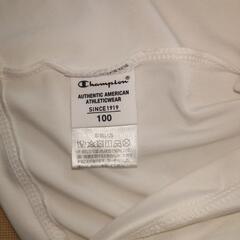 Champion
AUTHENTIC AMERICAN
ATHLETICWEAR
SINCE 1919
100